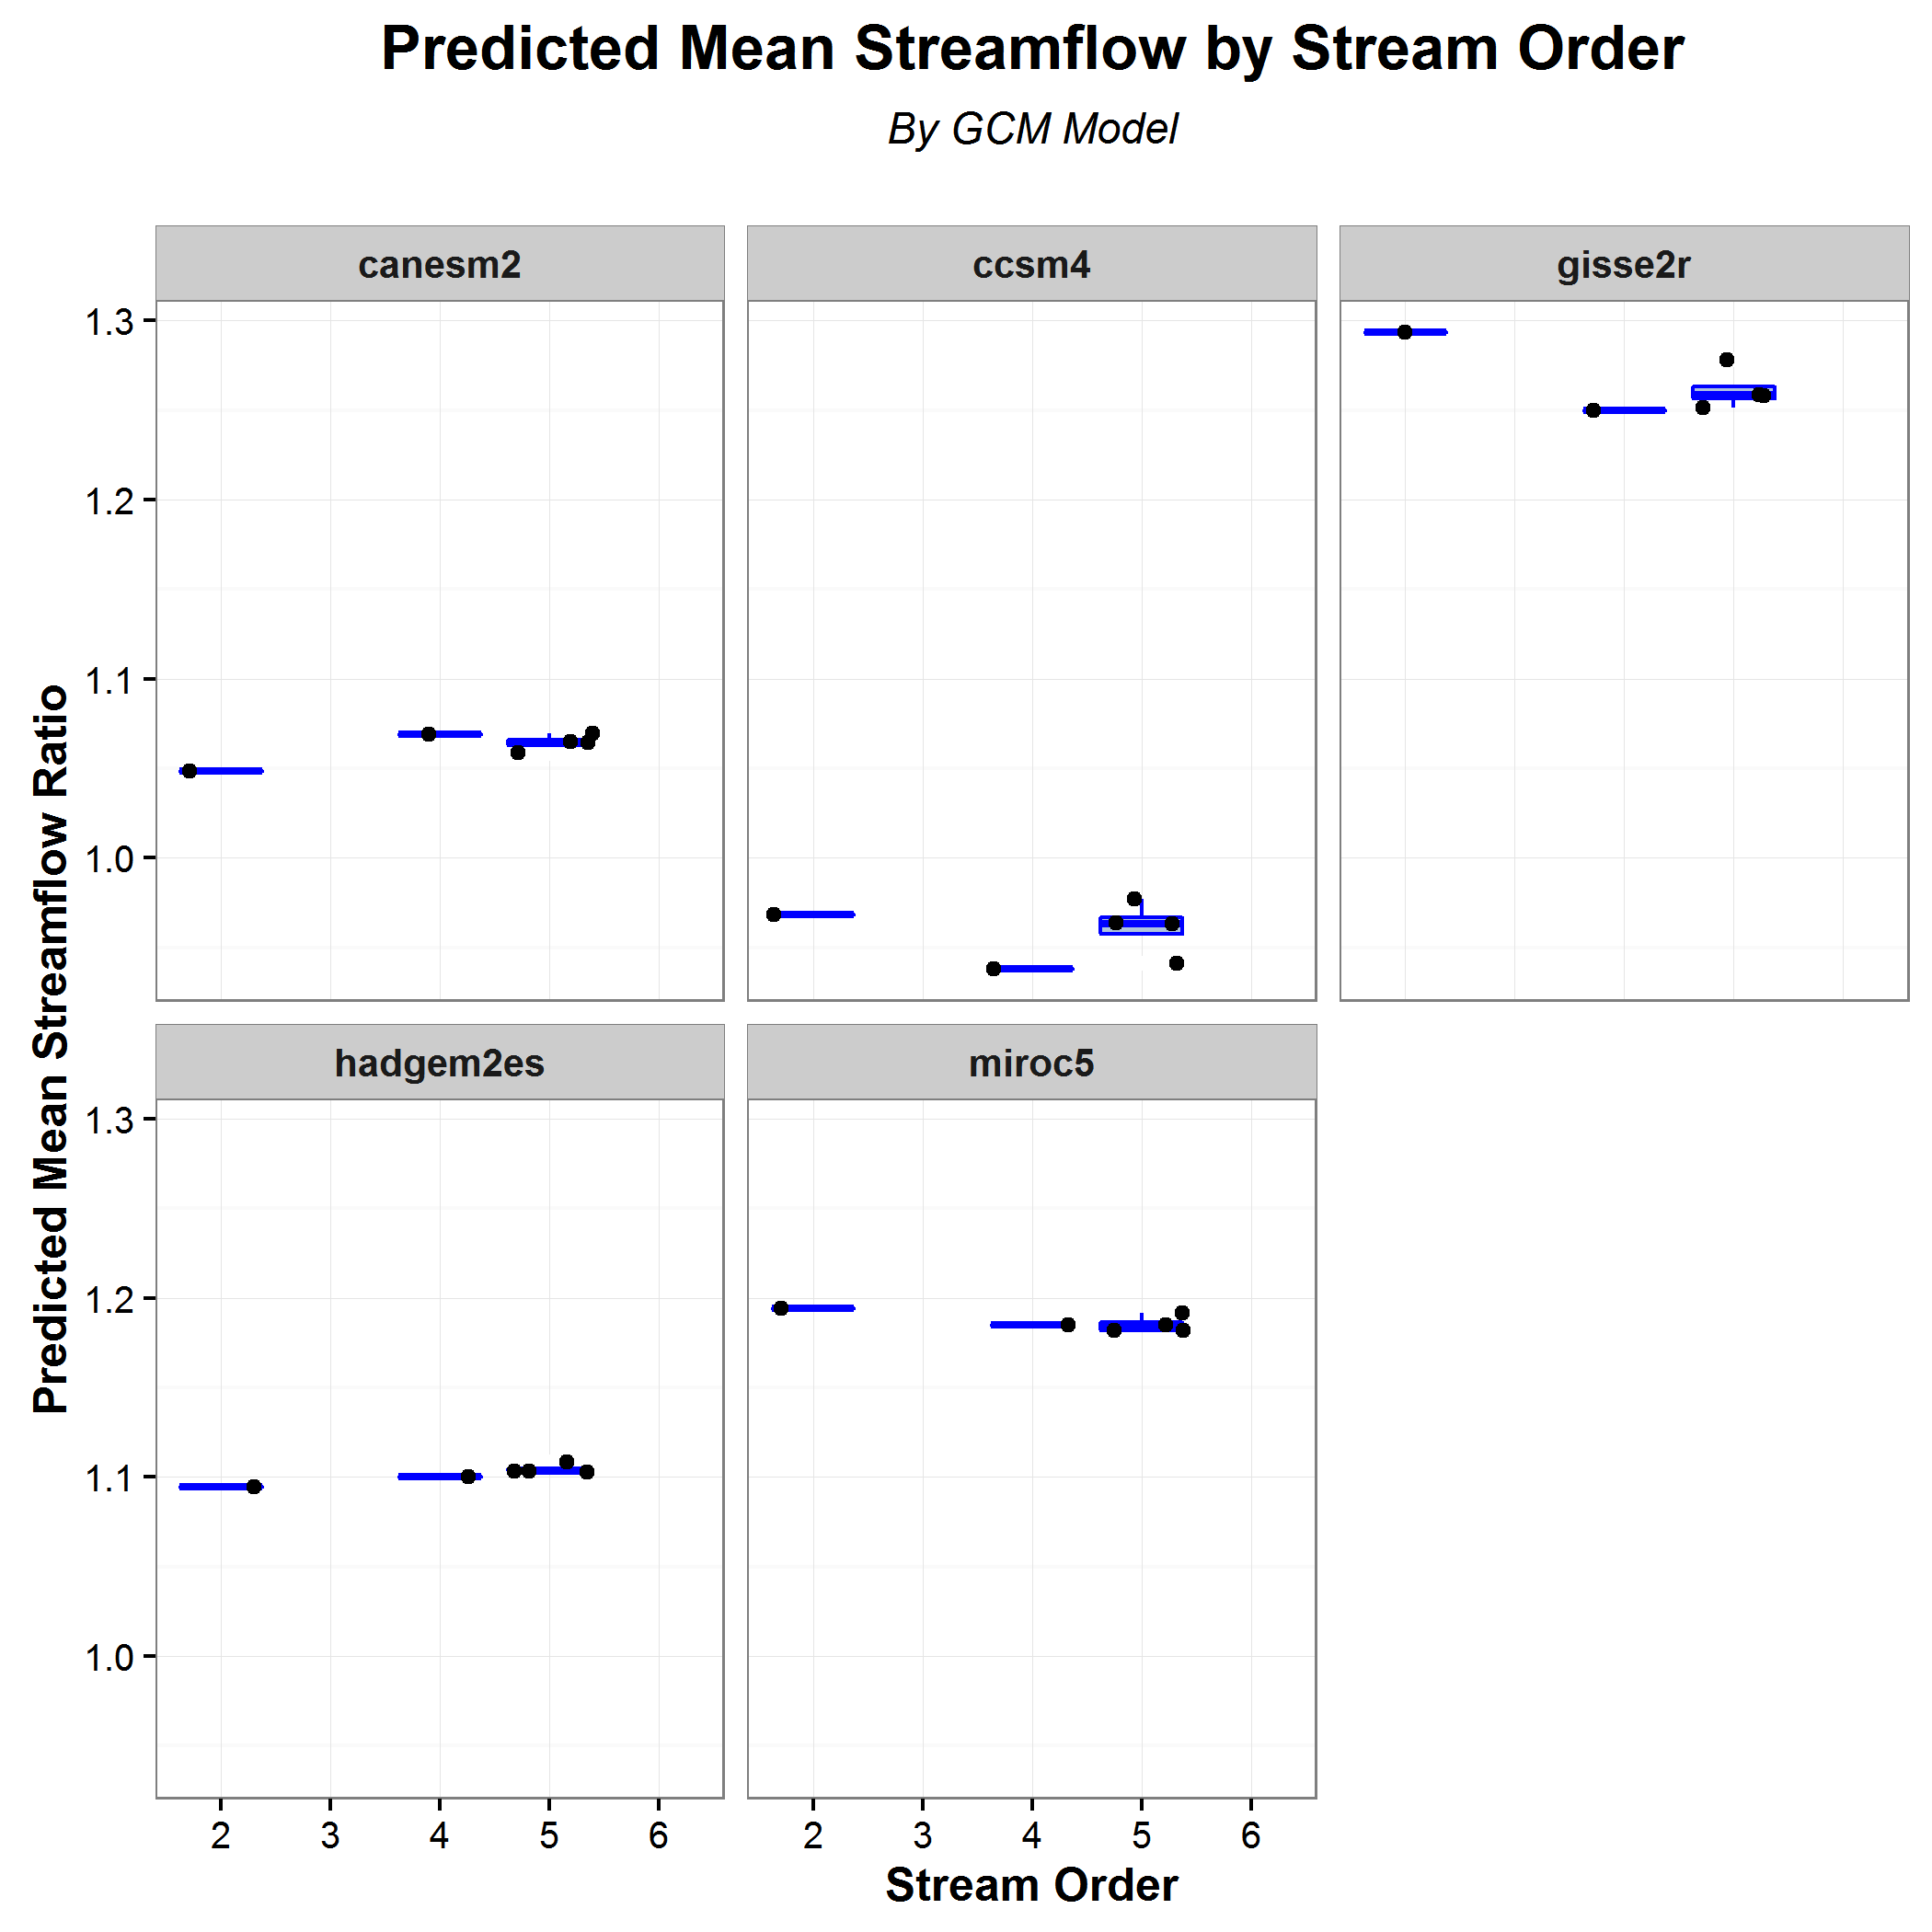 Predicted Mean Streamflow by Stream Order
By GCM Model
canesm2
ccsm4
gisse2r
1.3
1.2
1.1
1.0
Predicted Mean Streamflow Ratio
hadgem2es
miroc5
1.3
1.2
1.1
1.0
2 3 4 5 6
2 3 4 5 6
Stream Order